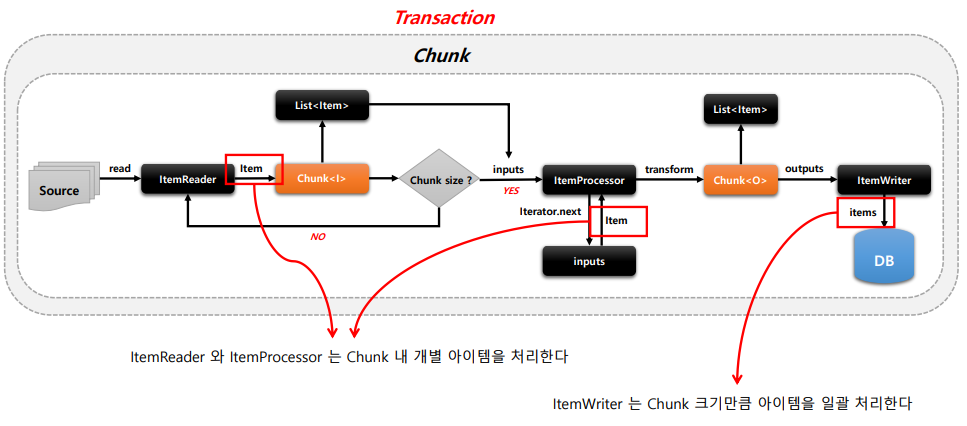 Transaction
Chunk
List<Item>
List<Item>
Source
read
ItemReader
Item
Chunk<I>
Chunk size ?
inputs
YES
ItemProcessor
transform
Chunk<O>
outputs
ItemWriter
NO
Iterator.next
Item
items
inputs
DB
ItemReader 와 ItemProcessor 는 Chunk 내 개별 아이템을 처리한다
ItemWriter 는 Chunk 크기만큼 아이템을 일괄 처리한다